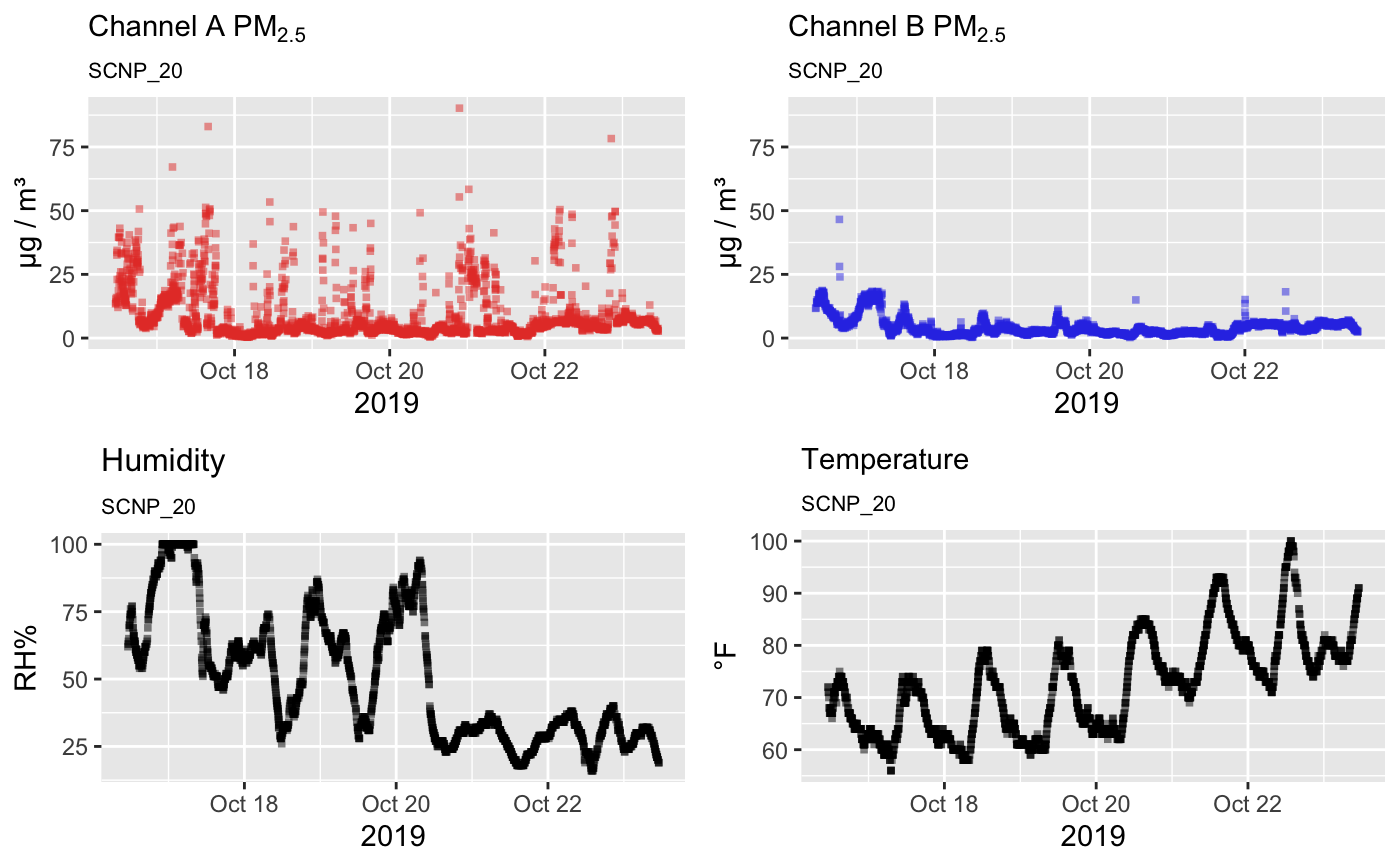 Channel A PM2.5
SCNP_20
µg / m³
75
50
25
0
Oct 18
Oct 20
Oct 22
2019
Channel B PM2.5
SCNP_20
µg / m³
75
50
25
0
Oct 18
Oct 20
Oct 22
2019
Humidity
SCNP_20
RH%
100
75
50
25
Oct 18
Oct 20
Oct 22
2019
Temperature
SCNP_20
°F
100
90
80
70
60
Oct 18
Oct 20
Oct 22
2019